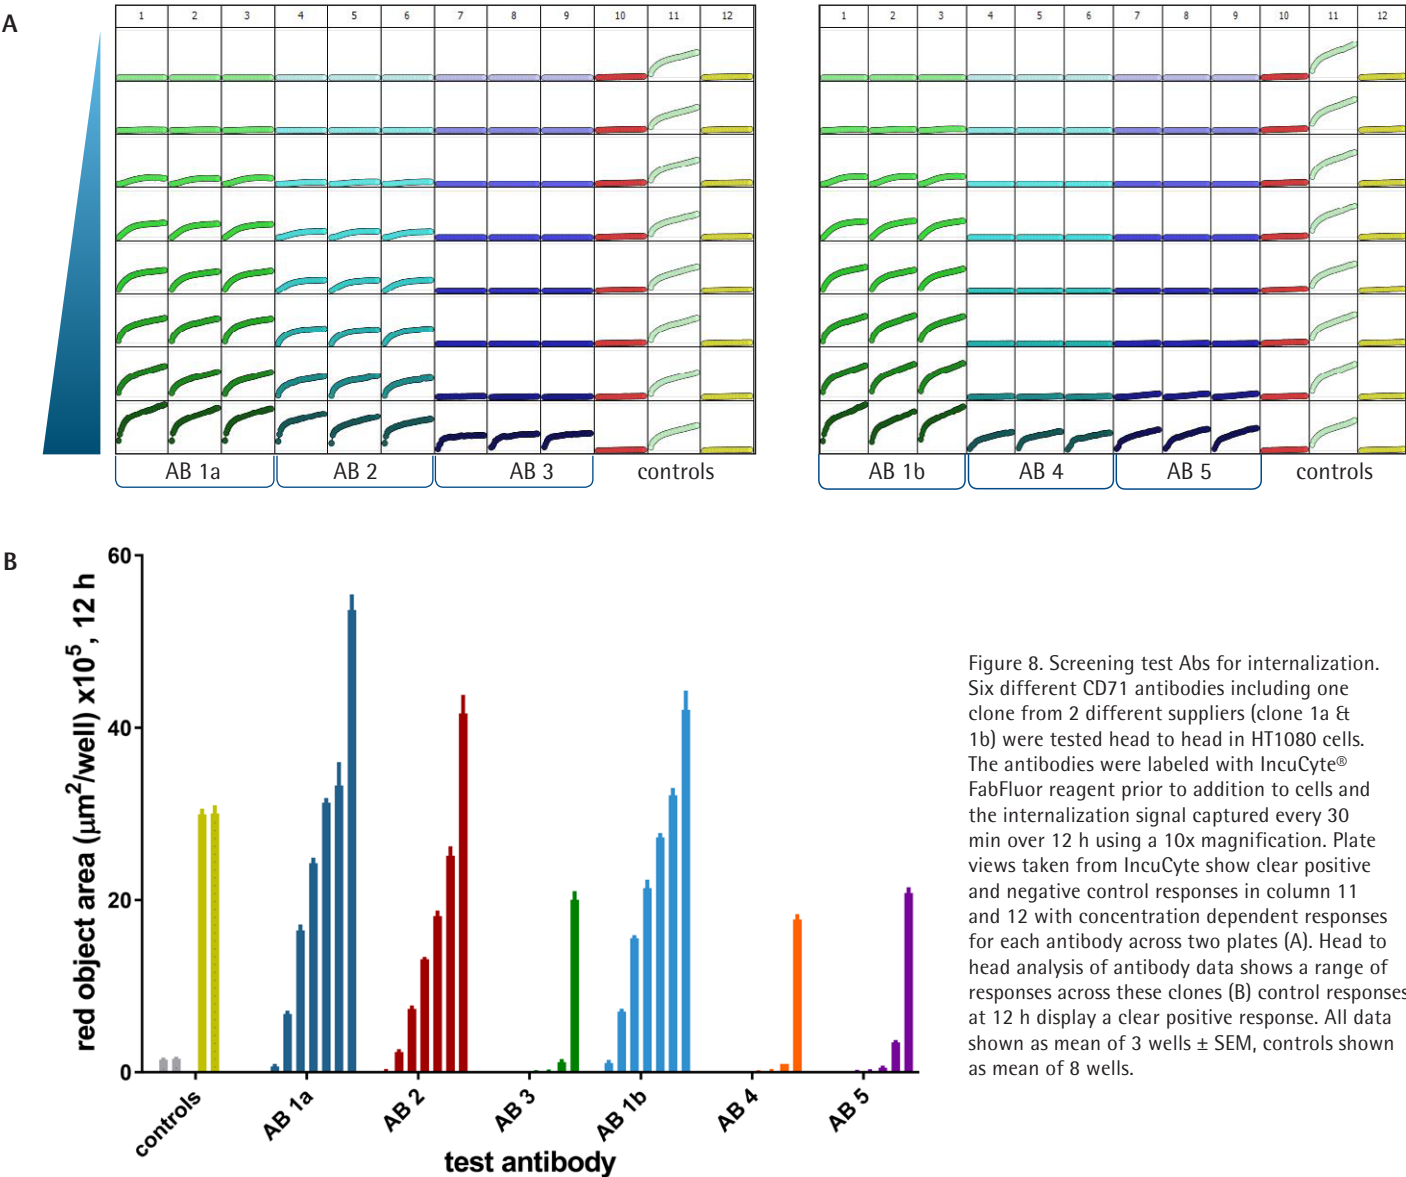 A
1 2 3 4 5 6 7 8 9 10 11 12
1 2 3 4 5 6 7 8 9 10 11 12
AB 1a AB 2 AB 3 controls
AB 1b AB 4 AB 5 controls
B
red object area (μm²/well) x10⁵, 12 h
60
40
20
0
controls AB 1a AB 2 AB 3 AB 1b AB 4 AB 5
test antibody
Figure 8. Screening test Abs for internalization.
Six different CD71 antibodies including one
clone from 2 different suppliers (clone 1a &
1b) were tested head to head in HT1080 cells.
The antibodies were labeled with IncuCyte®
FabFluor reagent prior to addition to cells and
the internalization signal captured every 30
min over 12 h using a 10x magnification. Plate
views taken from IncuCyte show clear positive
and negative control responses in column 11
and 12 with concentration dependent responses
for each antibody across two plates (A). Head to
head analysis of antibody data shows a range of
responses across these clones (B) control responses
at 12 h display a clear positive response. All data
shown as mean of 3 wells ± SEM, controls shown
as mean of 8 wells.